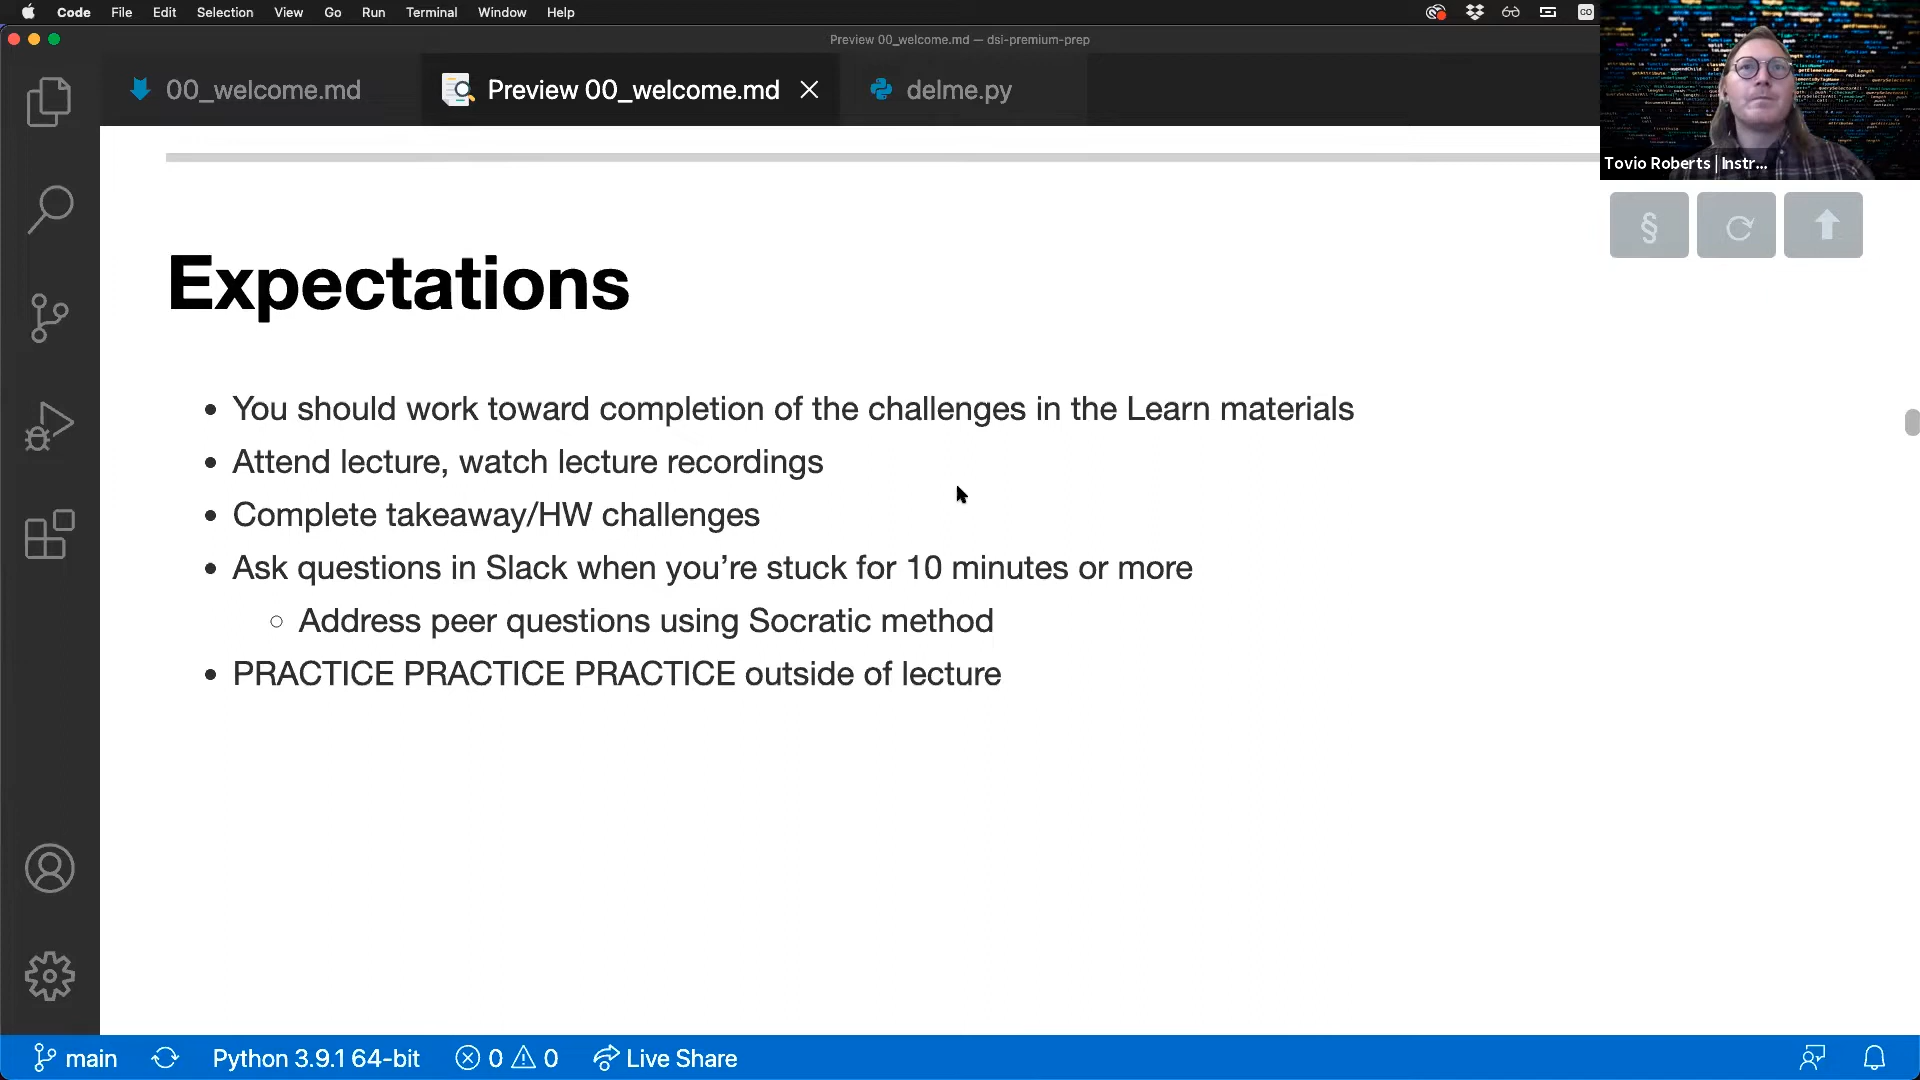 Code File Edit Selection View Go Run Terminal Window Help
Preview 00_welcome.md — dsi-premium-prep
00_welcome.md
Preview 00_welcome.md
delme.py
Tovio Roberts | Instr...
Expectations
You should work toward completion of the challenges in the Learn materials
Attend lecture, watch lecture recordings
Complete takeaway/HW challenges
Ask questions in Slack when you’re stuck for 10 minutes or more
Address peer questions using Socratic method
PRACTICE PRACTICE PRACTICE outside of lecture
main Python 3.9.1 64-bit 0 0 Live Share